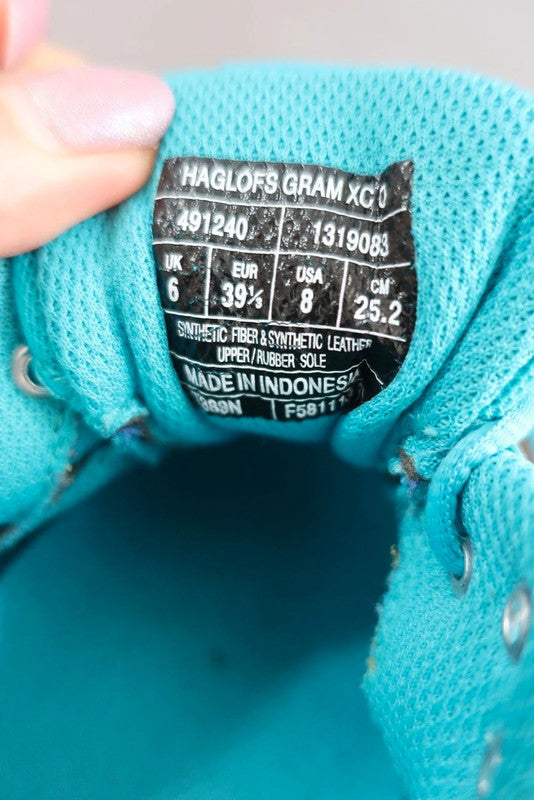 HAGLOFS GRAM XC
491240 1319083
UK EUR USA CM
6 39⅓ 8 25.2
SYNTHETIC FIBER & SYNTHETIC LEATHER
UPPER/RUBBER SOLE
MADE IN INDONESIA